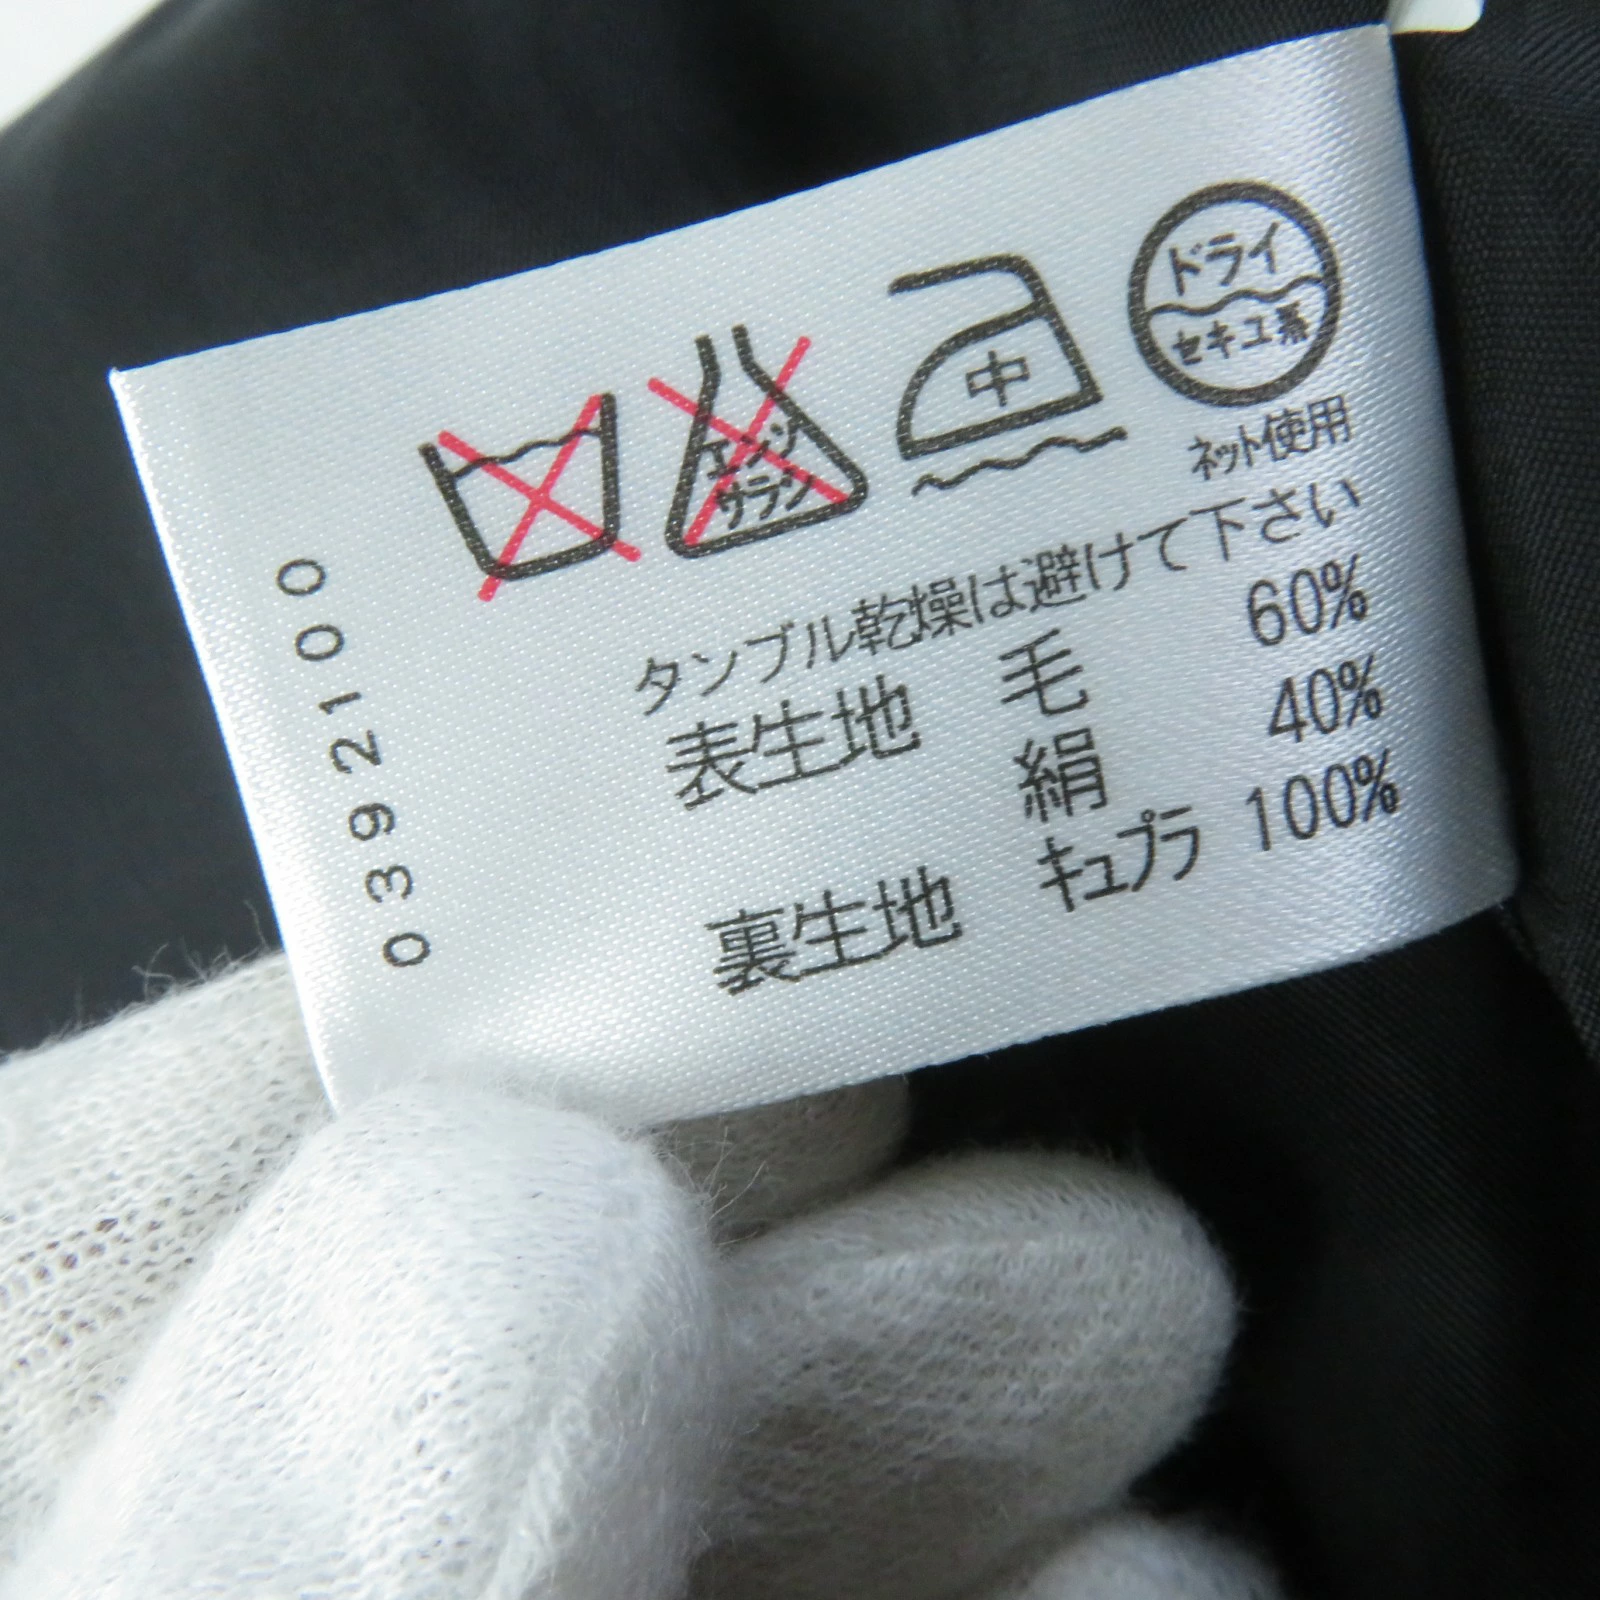 エンソ
サラシ
中
ドライ
セキユ系
ネット使用
タンブル乾燥は避けて下さい
表生地 毛 60%
絹 40%
裏生地 キュプラ 100%
0392100